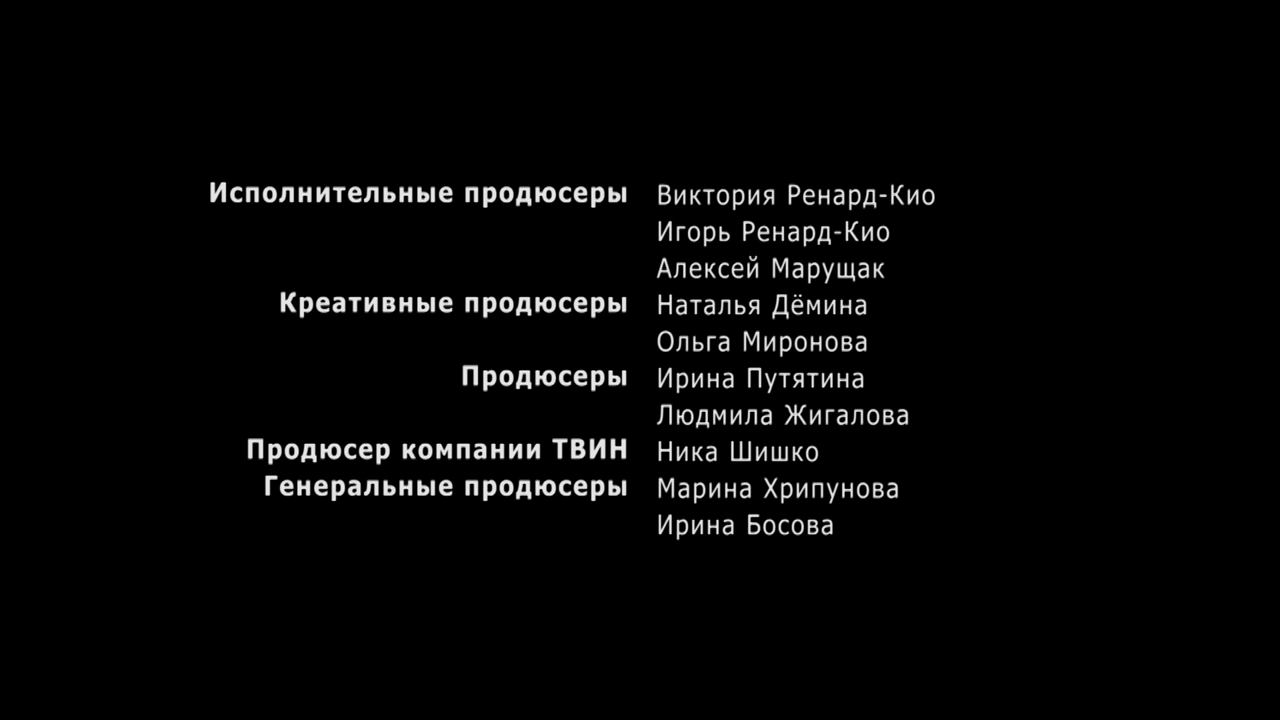 Исполнительные продюсеры Виктория Ренард-Кио
Игорь Ренард-Кио
Алексей Марущак
Креативные продюсеры Наталья Дёмина
Ольга Миронова
Продюсеры Ирина Путятина
Людмила Жигалова
Продюсер компании ТВИН Ника Шишко
Генеральные продюсеры Марина Хрипунова
Ирина Босова